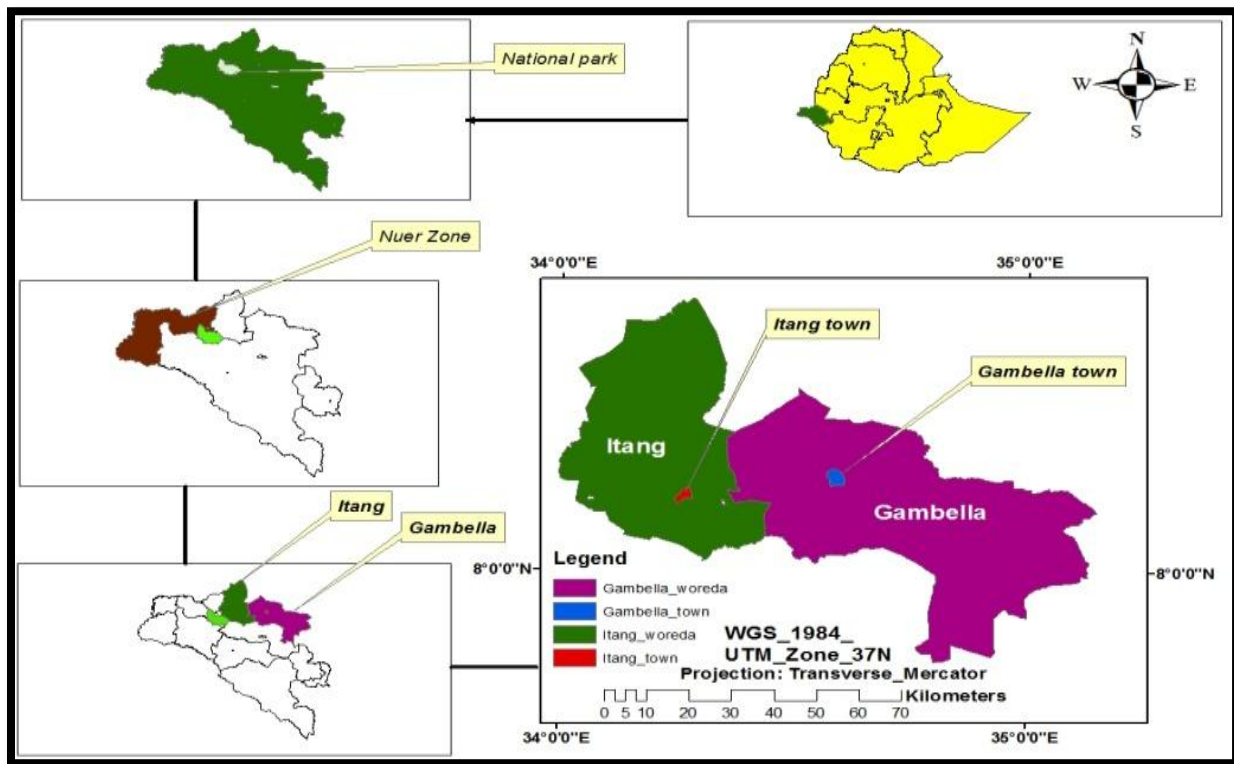 National park
N
W E
S
Nuer Zone
34°0'0"E 35°0'0"E
Itang town
Gambella town
Itang
Gambella
Itang
Gambella
8°0'0"N 8°0'0"N
Legend
Gambella_woreda
Gambella_town
Itang_woreda
Itang_town
WGS_1984_
UTM_Zone_37N
Projection: Transverse_Mercator
Kilometers
0 5 10 20 30 40 50 60 70
34°0'0"E 35°0'0"E